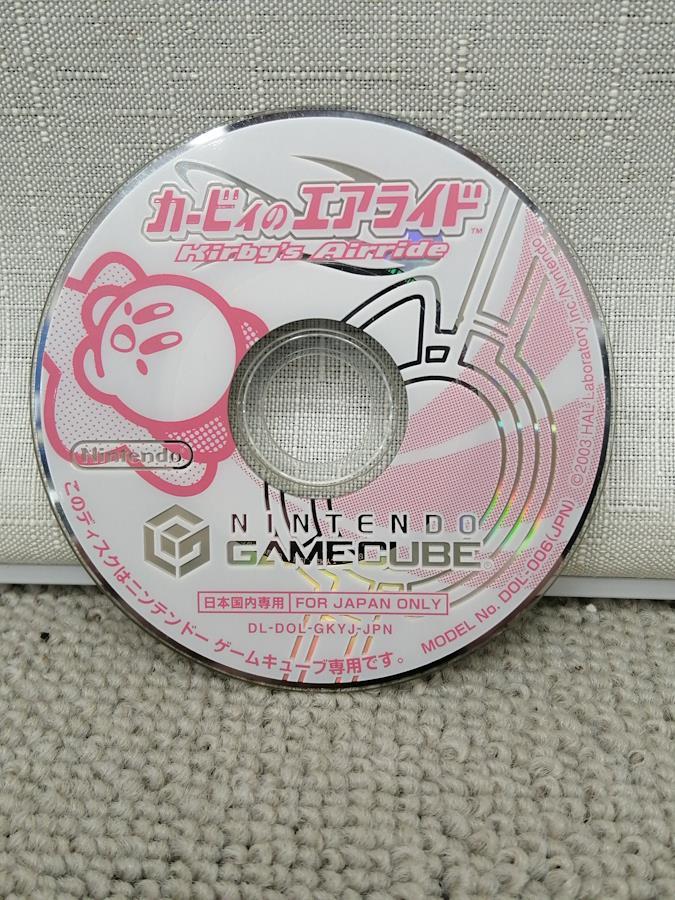 カービィのエアライド™
Kirby's Airride
Nintendo
NINTENDO
GAMECUBE®
日本国内専用 FOR JAPAN ONLY
DL-DOL-GKYJ-JPN
このディスクはニンテンドーゲームキューブ専用です。
MODEL No. DOL-006(JPN)
©2003 HAL Laboratory, Inc./Nintendo